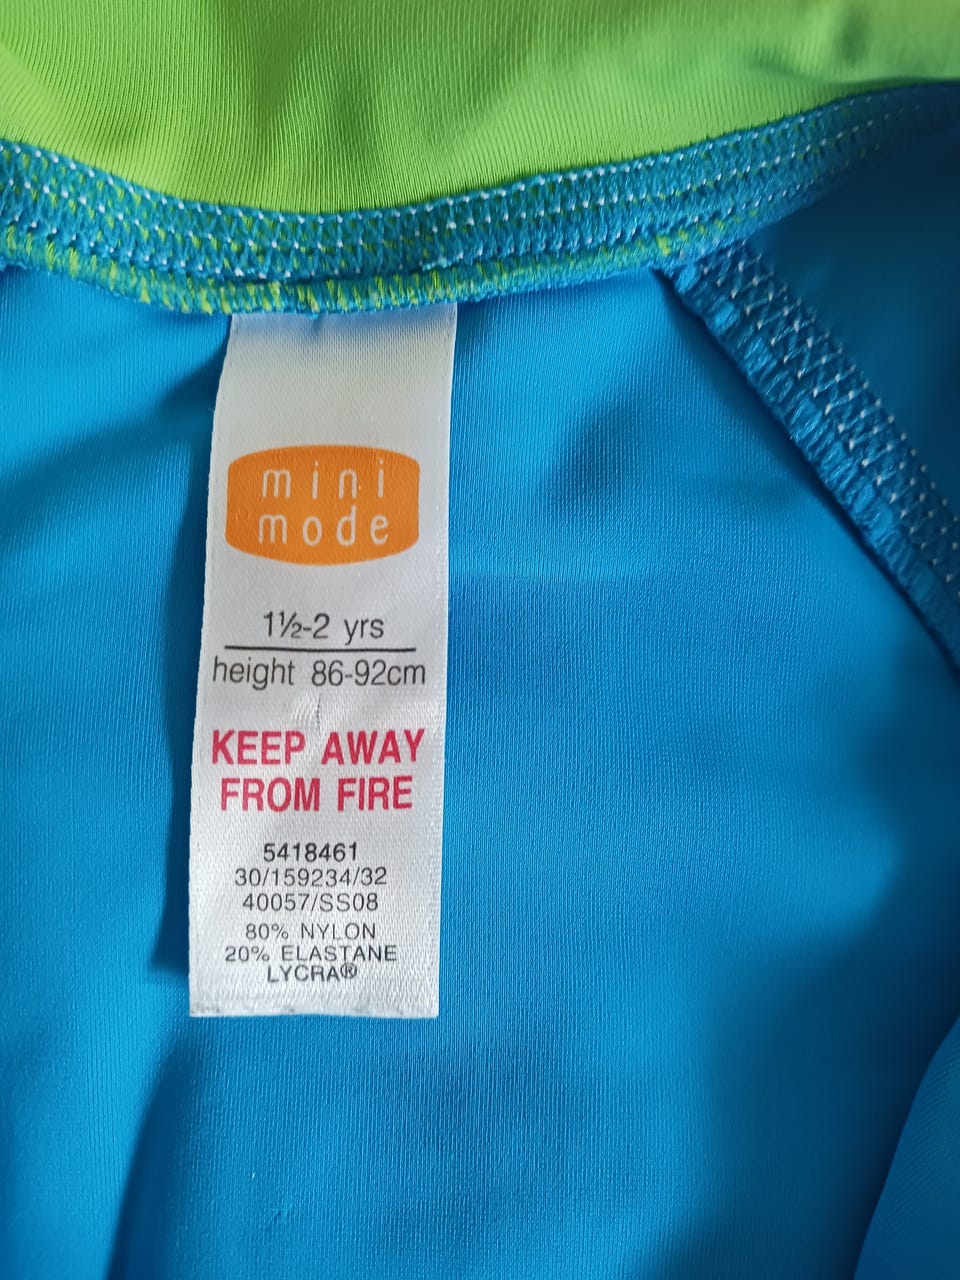 mini
mode
1½-2 yrs
height 86-92cm
KEEP AWAY
FROM FIRE
5418461
30/159234/32
40057/SS08
80% NYLON
20% ELASTANE
LYCRA®